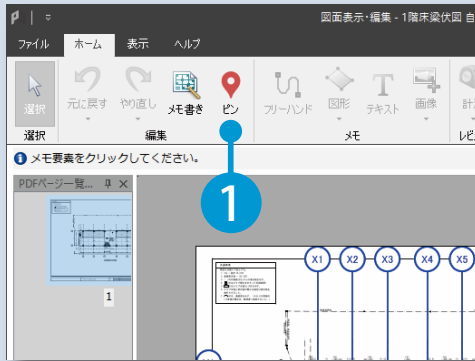 図面表示・編集 - 1階床梁伏図 自
ファイル ホーム 表示 ヘルプ
選択 元に戻す やり直し メモ書き ピン フリーハンド 図形 テキスト 画像
選択 編集 メモ レビ
メモ要素をクリックしてください。
PDFページ一覧...
1
1
X1 X2 X3 X4 X5